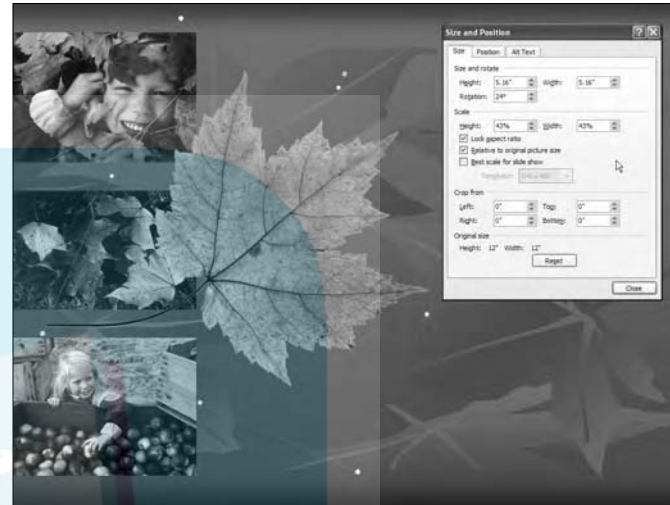 Size and Position
Size Position Alt Text
Size and rotate
Height: 5.16" Width: 5.16"
Rotation: 24°
Scale
Height: 43% Width: 43%
Lock aspect ratio
Relative to original picture size
Best scale for slide show
Crop from
Left: 0" Top: 0"
Right: 0" Bottom: 0"
Original size
Height: 12" Width: 12"
Reset
Close